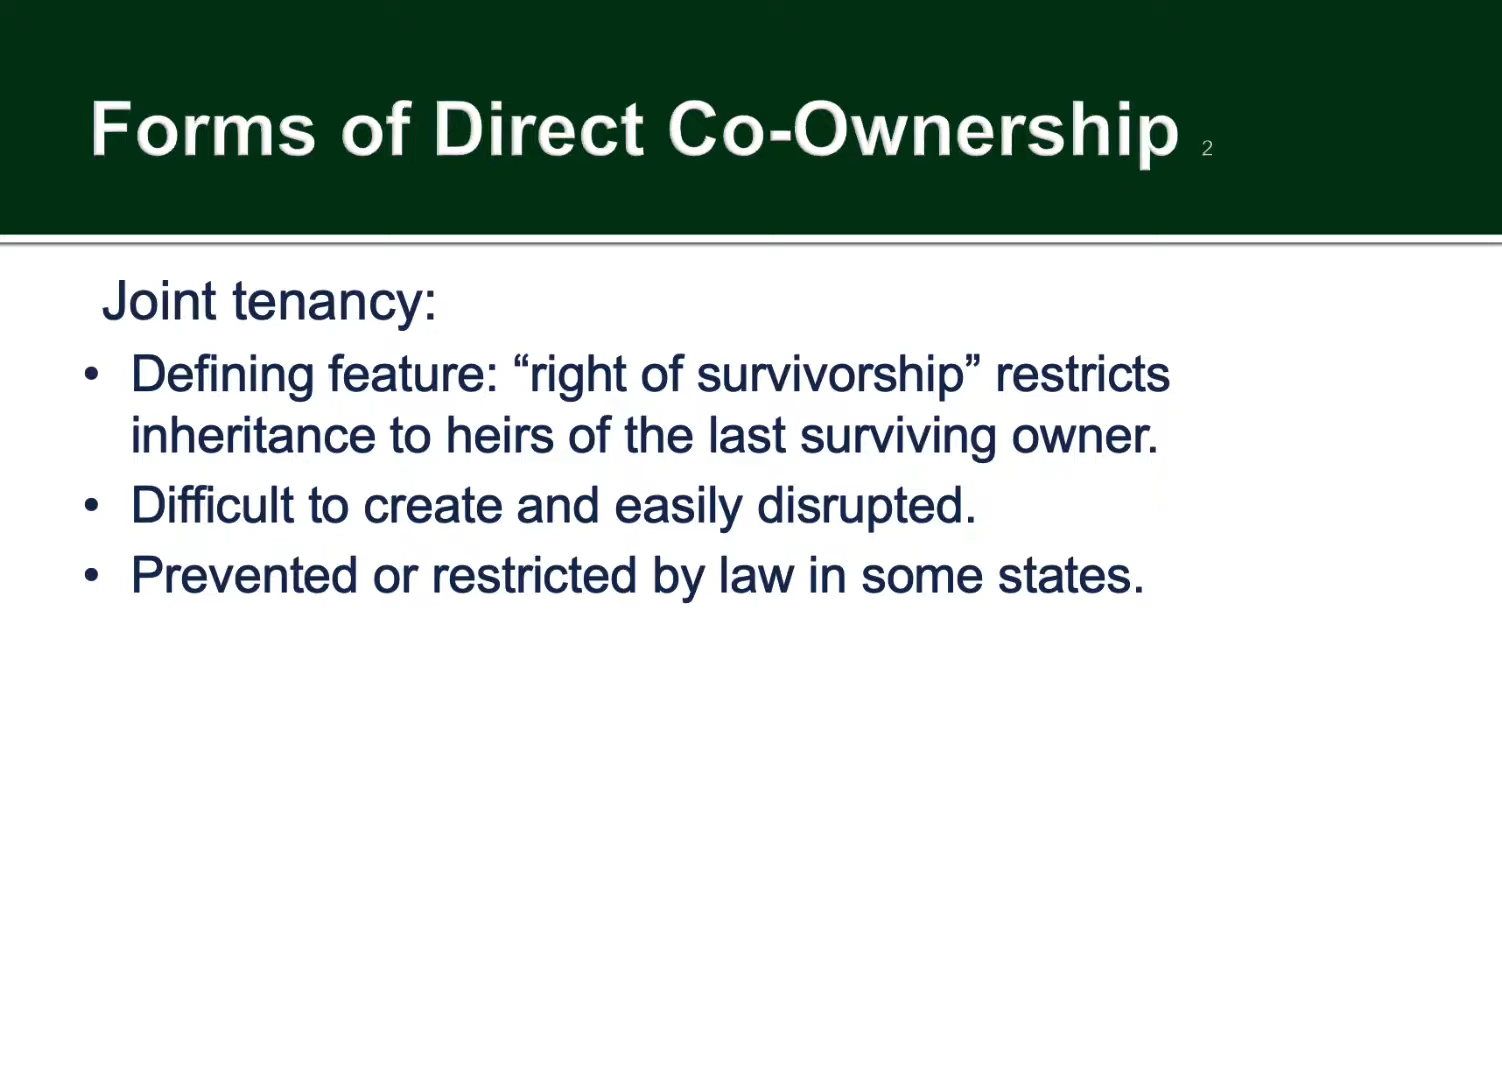 Forms of Direct Co-Ownership 2
Joint tenancy:
• Defining feature: “right of survivorship” restricts
inheritance to heirs of the last surviving owner.
• Difficult to create and easily disrupted.
• Prevented or restricted by law in some states.